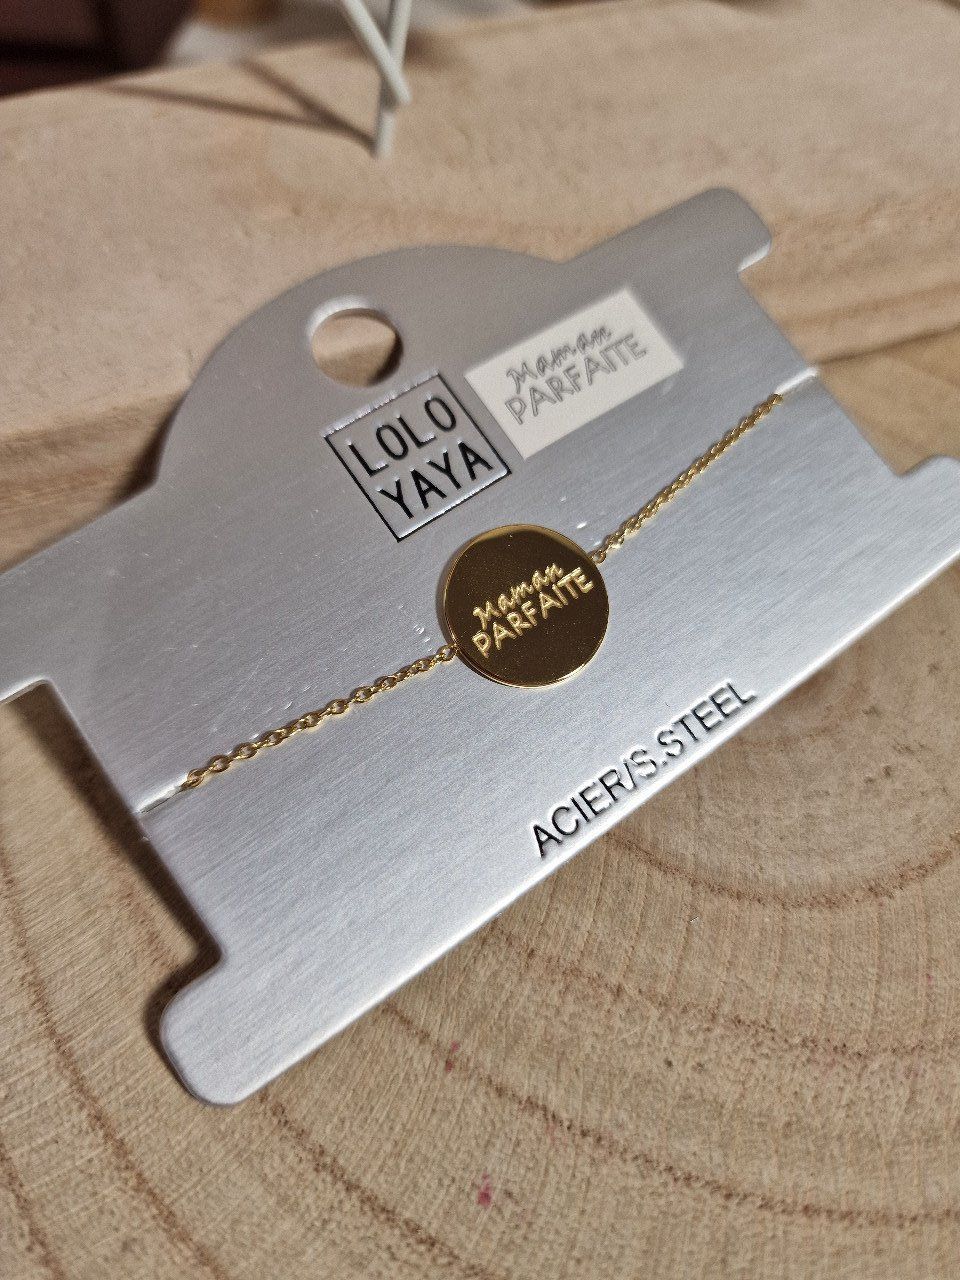 LOLO
YAYA
Maman
PARFAITE
Maman
PARFAITE
ACIER/S.STEEL